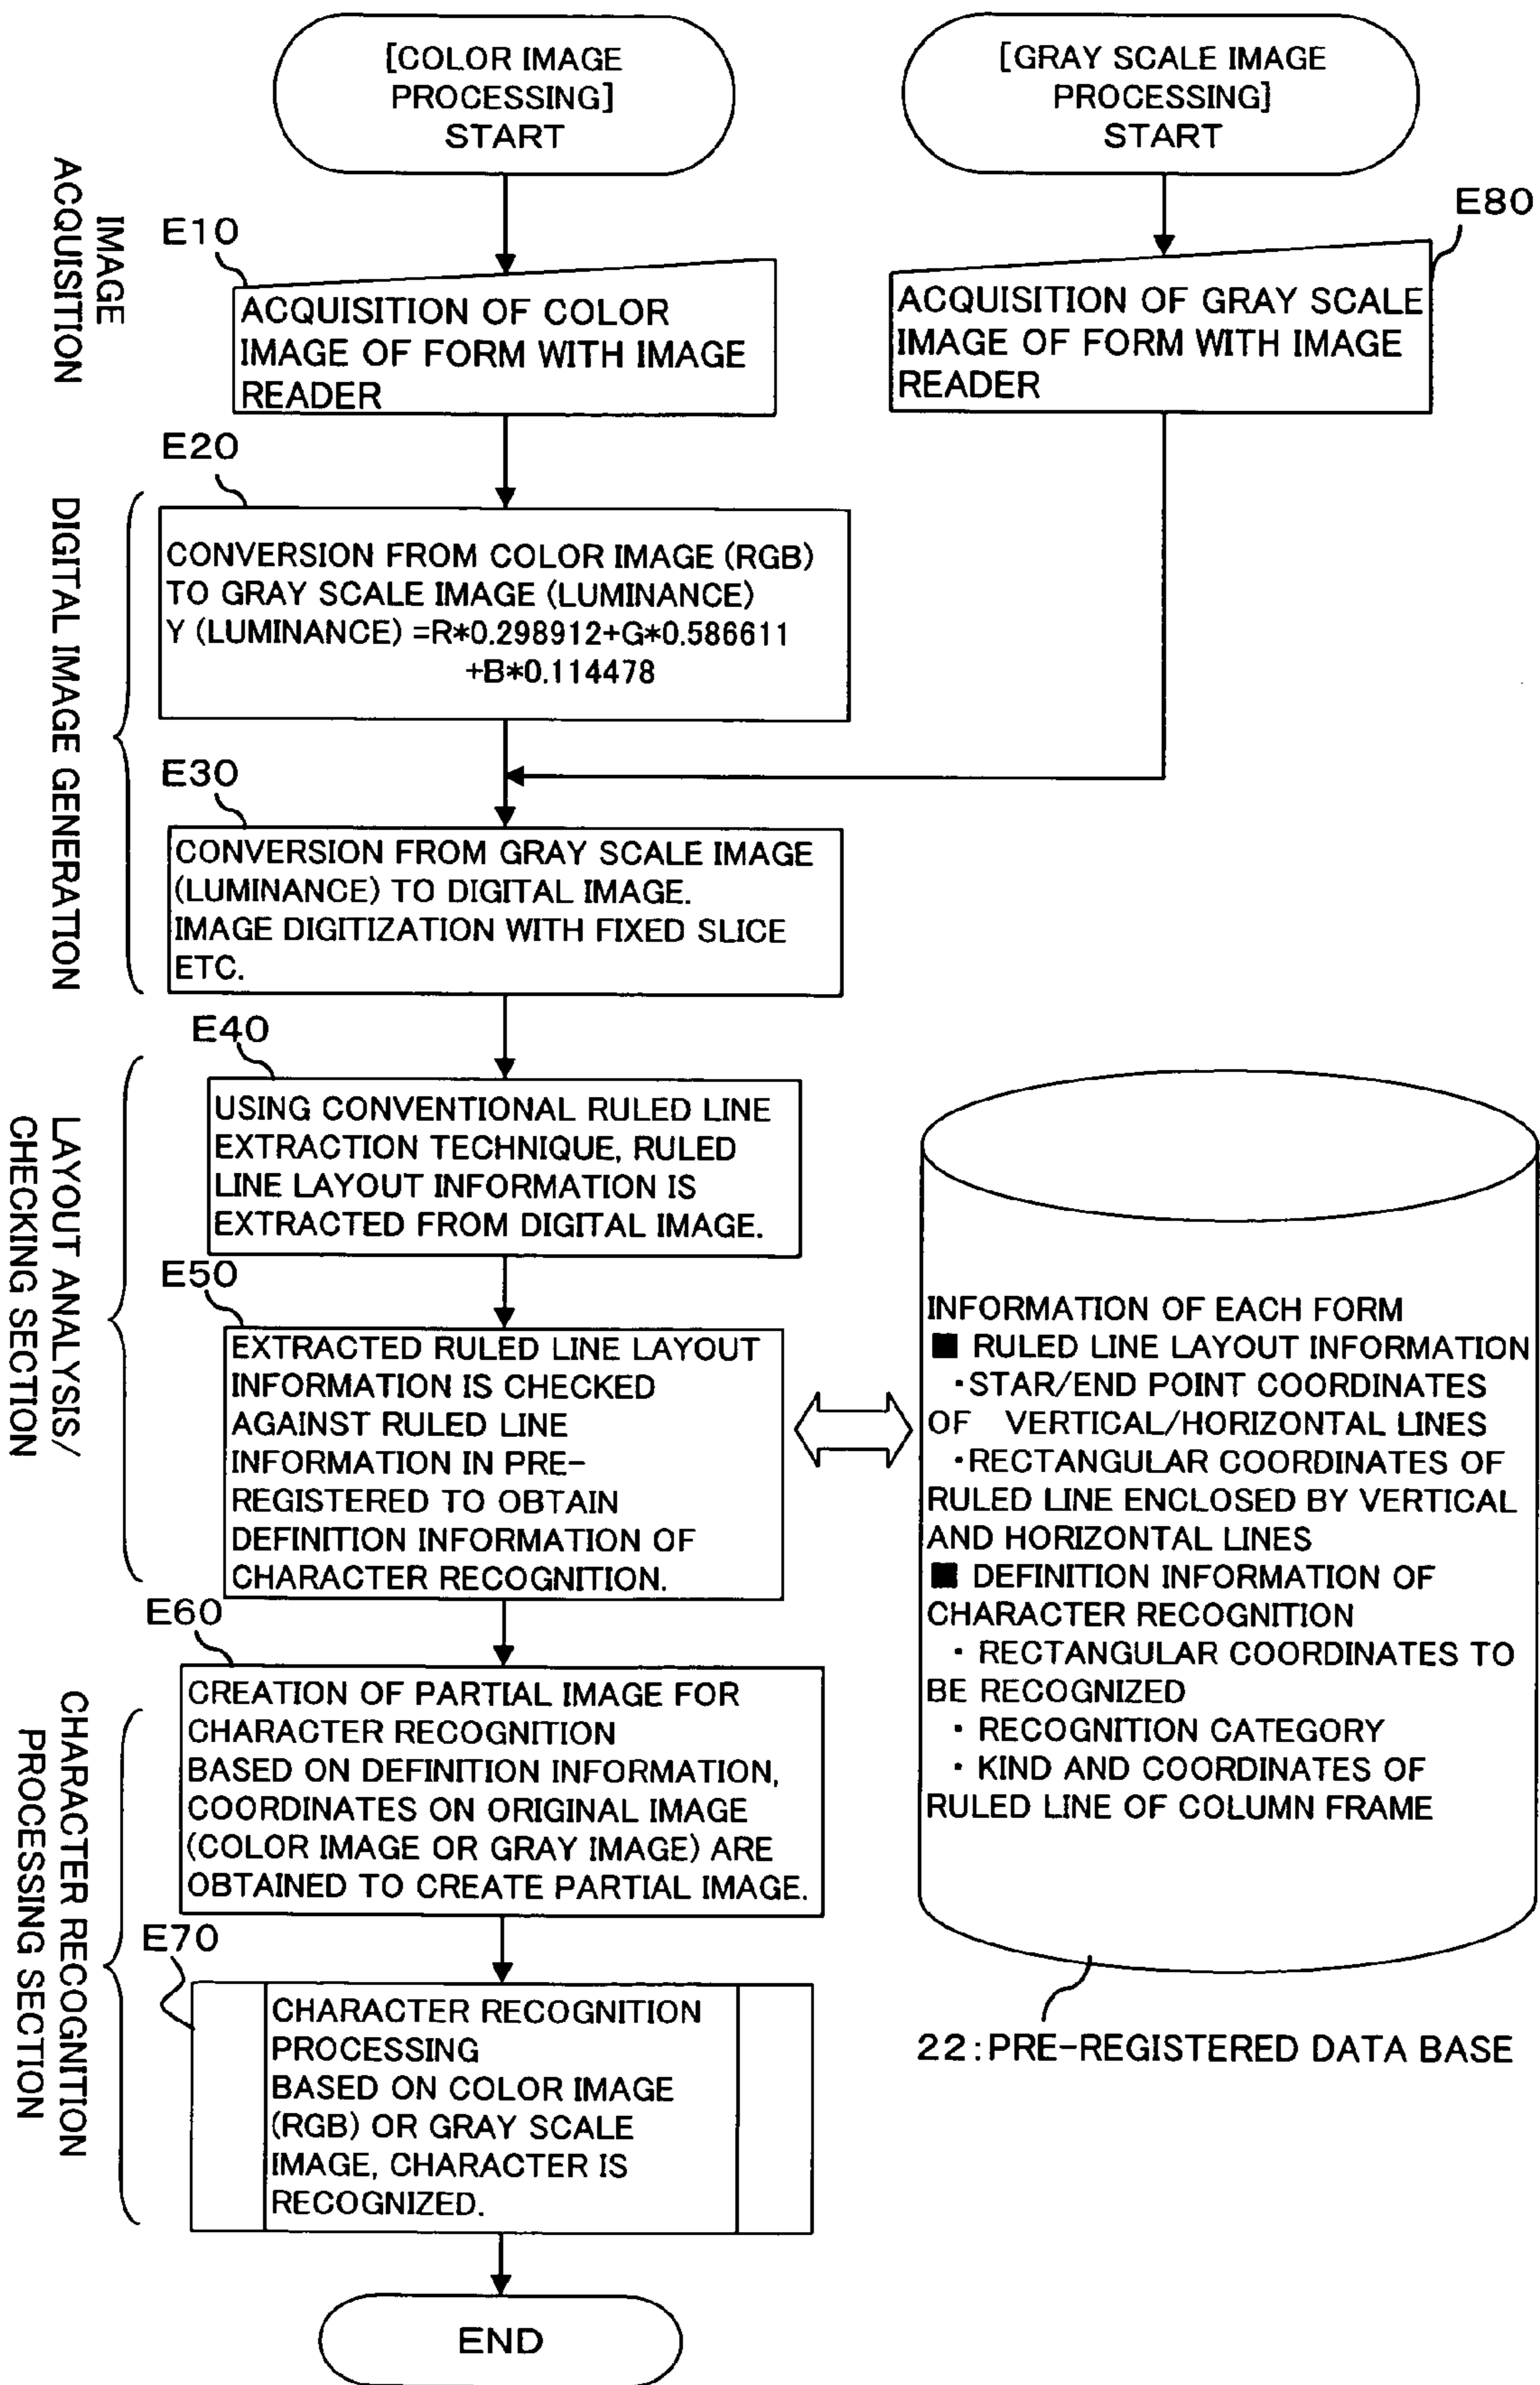 [COLOR IMAGE
PROCESSING]
START
[GRAY SCALE IMAGE
PROCESSING]
START
IMAGE
ACQUISITION
E10
ACQUISITION OF COLOR
IMAGE OF FORM WITH IMAGE
READER
E80
ACQUISITION OF GRAY SCALE
IMAGE OF FORM WITH IMAGE
READER
DIGITAL IMAGE GENERATION
E20
CONVERSION FROM COLOR IMAGE (RGB)
TO GRAY SCALE IMAGE (LUMINANCE)
Y (LUMINANCE) =R*0.298912+G*0.586611
+B*0.114478
E30
CONVERSION FROM GRAY SCALE IMAGE
(LUMINANCE) TO DIGITAL IMAGE.
IMAGE DIGITIZATION WITH FIXED SLICE
ETC.
LAYOUT ANALYSIS/
CHECKING SECTION
E40
USING CONVENTIONAL RULED LINE
EXTRACTION TECHNIQUE, RULED
LINE LAYOUT INFORMATION IS
EXTRACTED FROM DIGITAL IMAGE.
E50
EXTRACTED RULED LINE LAYOUT
INFORMATION IS CHECKED
AGAINST RULED LINE
INFORMATION IN PRE-
REGISTERED TO OBTAIN
DEFINITION INFORMATION OF
CHARACTER RECOGNITION.
INFORMATION OF EACH FORM
■ RULED LINE LAYOUT INFORMATION
・STAR/END POINT COORDINATES
OF VERTICAL/HORIZONTAL LINES
・RECTANGULAR COORDINATES OF
RULED LINE ENCLOSED BY VERTICAL
AND HORIZONTAL LINES
■ DEFINITION INFORMATION OF
CHARACTER RECOGNITION
・ RECTANGULAR COORDINATES TO
BE RECOGNIZED
・ RECOGNITION CATEGORY
・ KIND AND COORDINATES OF
RULED LINE OF COLUMN FRAME
22:PRE-REGISTERED DATA BASE
CHARACTER RECOGNITION
PROCESSING SECTION
E60
CREATION OF PARTIAL IMAGE FOR
CHARACTER RECOGNITION
BASED ON DEFINITION INFORMATION,
COORDINATES ON ORIGINAL IMAGE
(COLOR IMAGE OR GRAY IMAGE) ARE
OBTAINED TO CREATE PARTIAL IMAGE.
E70
CHARACTER RECOGNITION
PROCESSING
BASED ON COLOR IMAGE
(RGB) OR GRAY SCALE
IMAGE, CHARACTER IS
RECOGNIZED.
END